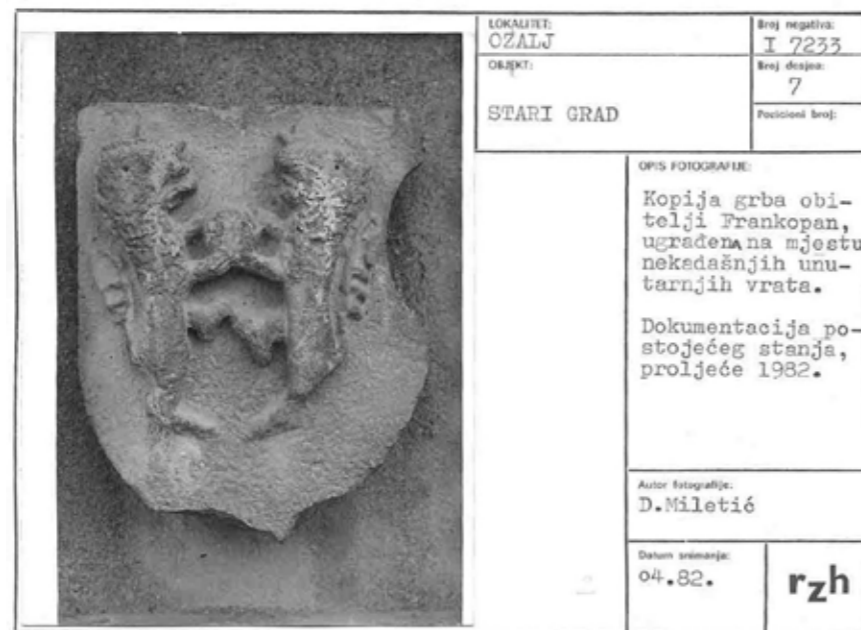 LOKALITET:
OZALJ
Broj negativa:
I 7233
OBJEKT:
STARI GRAD
Broj dosjea:
7
Pozicioni broj:
OPIS FOTOGRAFIJE:
Kopija grba obi-
telji Frankopan,
ugrađena na mjestu
nekadašnjih unu-
tarnjih vrata.
Dokumentacija po-
stojećeg stanja,
proljeće 1982.
Autor fotografije:
D.Miletić
Datum snimanja:
04.82.
rzh